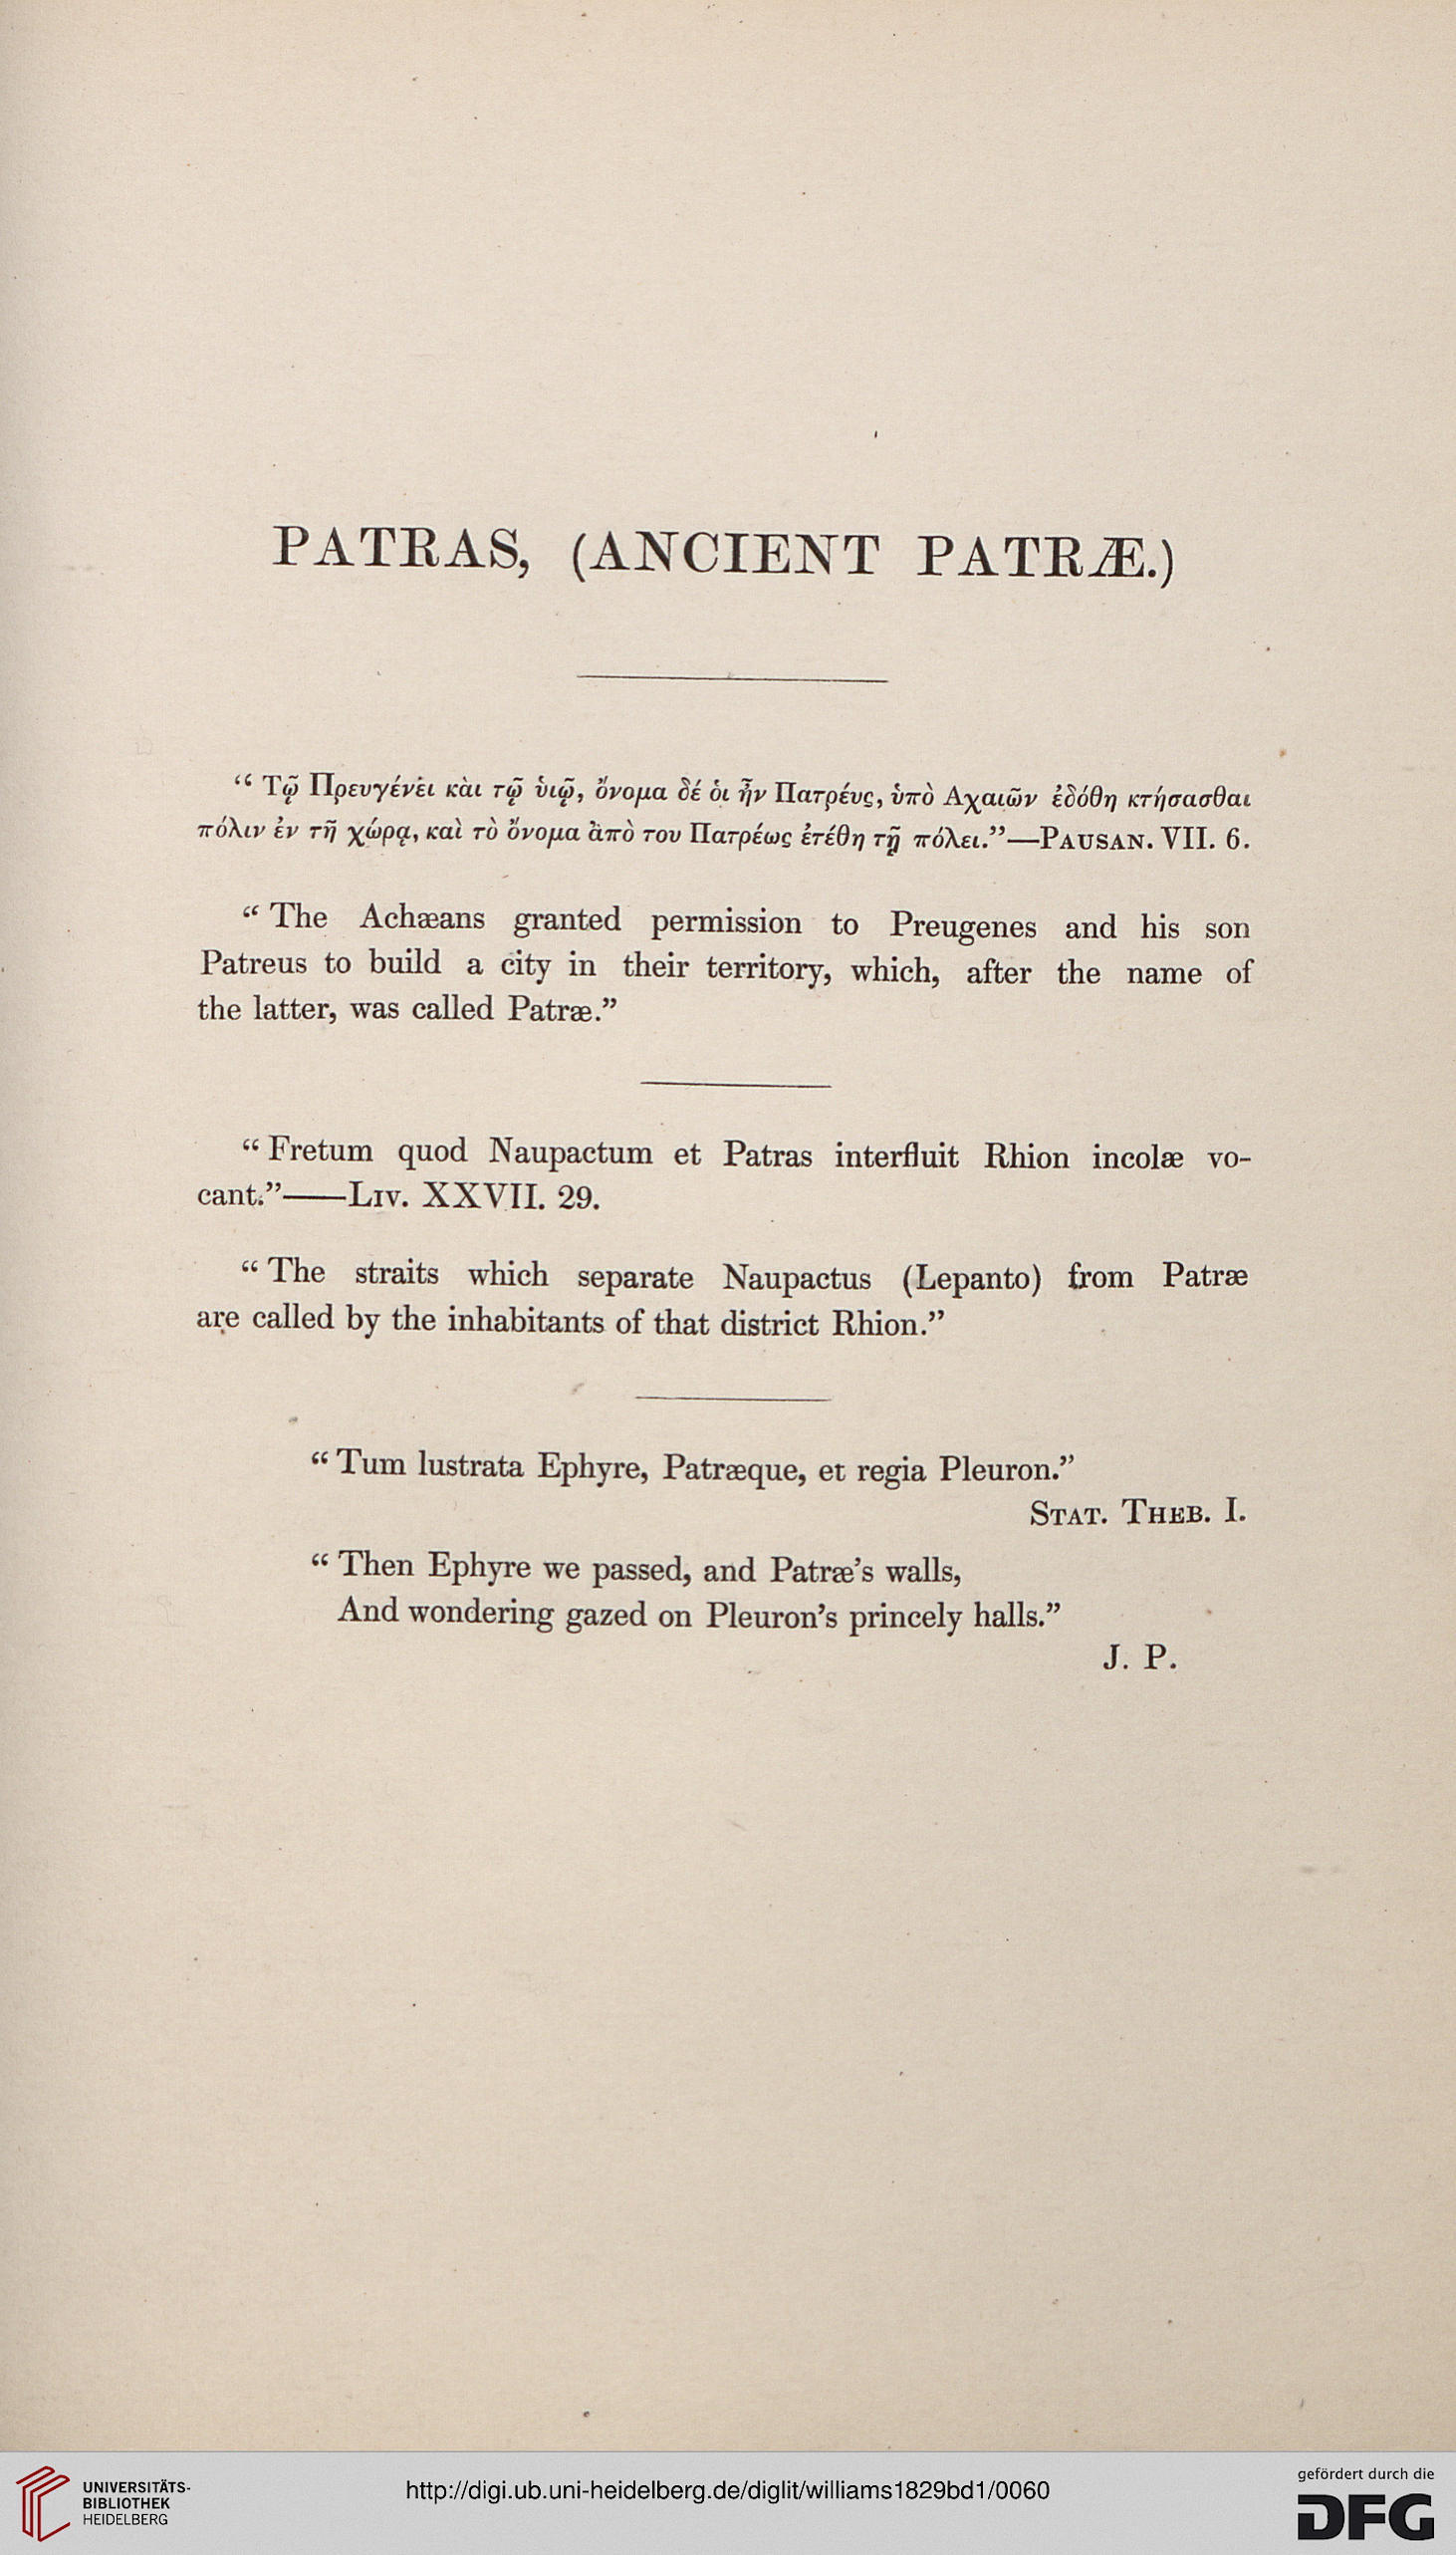 PATRAS, (ANCIENT PATRÆ.)
“ Τῷ Πρευγένει κὰι τῷ ὑιῷ, ὄνομα δέ ὁι ἦν Πατρέυς, ὑπὸ Αχαιῶν ἐδόθη κτήσασθαι
πόλιν ἐν τῆ χώρᾳ, καὶ τὸ ὄνομα ἀπὸ του Πατρέως ἐτέθη τῇ πόλει.”—PAUSAN. VII. 6.
“ The Achæans granted permission to Preugenes and his son
Patreus to build a city in their territory, which, after the name of
the latter, was called Patræ.”
“ Fretum quod Naupactum et Patras interfluit Rhion incolæ vo-
cant.”——LIV. XXVII. 29.
“ The straits which separate Naupactus (Lepanto) from Patræ
are called by the inhabitants of that district Rhion.”
“ Tum lustrata Ephyre, Patræque, et regia Pleuron.”
STAT. THEB. I.
“ Then Ephyre we passed, and Patræ’s walls,
And wondering gazed on Pleuron’s princely halls.”
J. P.
UNIVERSITÄTS-
BIBLIOTHEK
HEIDELBERG
http://digi.ub.uni-heidelberg.de/diglit/williams1829bd1/0060
gefördert durch die
DFG